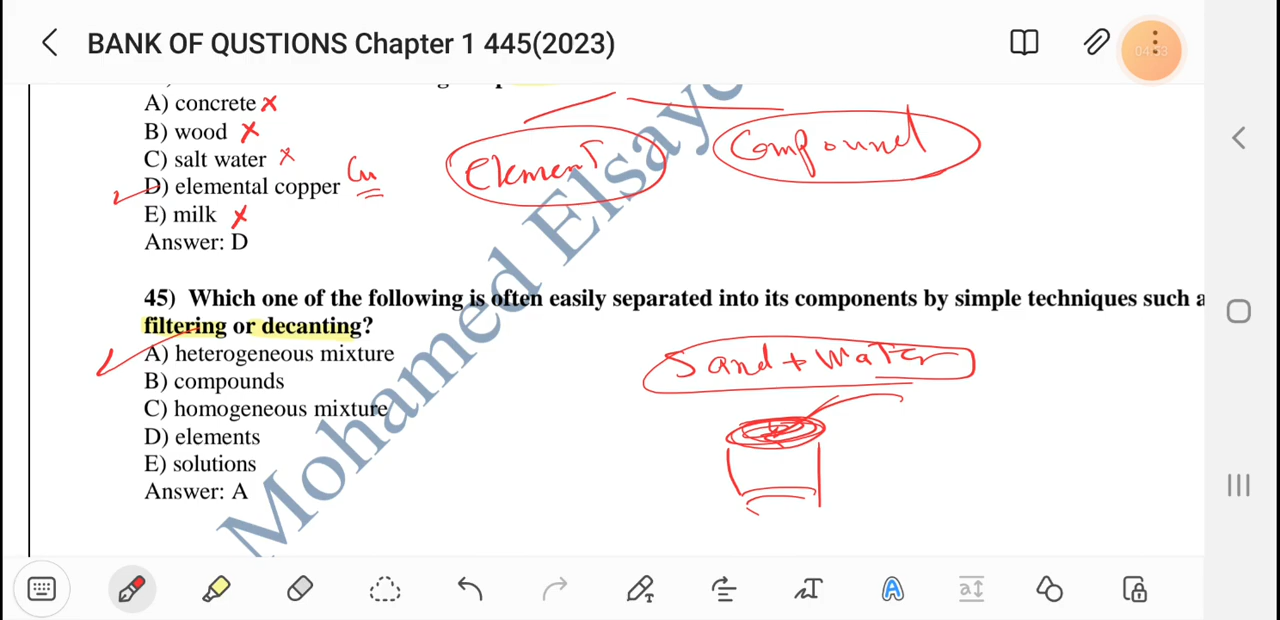 BANK OF QUSTIONS Chapter 1 445(2023)
04:33
A) concrete x
B) wood x
C) salt water x
D) elemental copper Cu
E) milk x
Answer: D
Element
Compound
45) Which one of the following is often easily separated into its components by simple techniques such a
filtering or decanting?
A) heterogeneous mixture
B) compounds
C) homogeneous mixture
D) elements
E) solutions
Answer: A
Sand + Water
Mohamed Elsaye